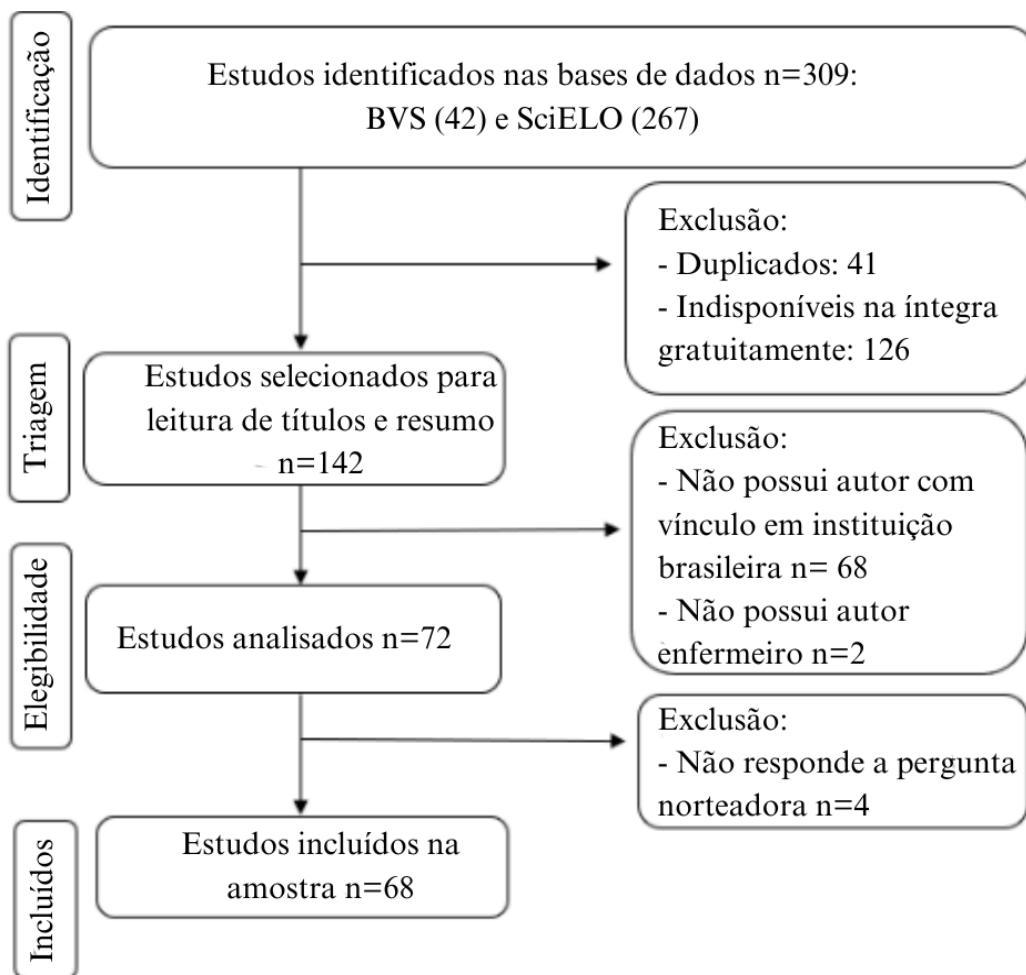 Identificação
Estudos identificados nas bases de dados n=309:
BVS (42) e SciELO (267)
Exclusão:
- Duplicados: 41
- Indisponíveis na íntegra
gratuitamente: 126
Triagem
Estudos selecionados para
leitura de títulos e resumo
n=142
Exclusão:
- Não possui autor com
vínculo em instituição
brasileira n= 68
- Não possui autor
enfermeiro n=2
Elegibilidade
Estudos analisados n=72
Exclusão:
- Não responde a pergunta
norteadora n=4
Incluídos
Estudos incluídos na
amostra n=68